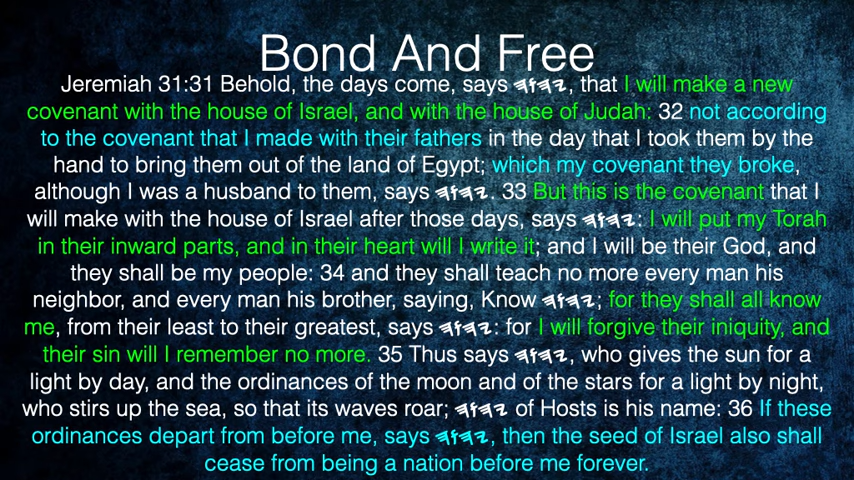 Bond And Free
Jeremiah 31:31 Behold, the days come, says 𐤉𐤄𐤅𐤄, that I will make a new
covenant with the house of Israel, and with the house of Judah: 32 not according
to the covenant that I made with their fathers in the day that I took them by the
hand to bring them out of the land of Egypt; which my covenant they broke,
although I was a husband to them, says 𐤉𐤄𐤅𐤄. 33 But this is the covenant that I
will make with the house of Israel after those days, says 𐤉𐤄𐤅𐤄: I will put my Torah
in their inward parts, and in their heart will I write it; and I will be their God, and
they shall be my people: 34 and they shall teach no more every man his
neighbor, and every man his brother, saying, Know 𐤉𐤄𐤅𐤄; for they shall all know
me, from their least to their greatest, says 𐤉𐤄𐤅𐤄: for I will forgive their iniquity, and
their sin will I remember no more. 35 Thus says 𐤉𐤄𐤅𐤄, who gives the sun for a
light by day, and the ordinances of the moon and of the stars for a light by night,
who stirs up the sea, so that its waves roar; 𐤉𐤄𐤅𐤄 of Hosts is his name: 36 If these
ordinances depart from before me, says 𐤉𐤄𐤅𐤄, then the seed of Israel also shall
cease from being a nation before me forever.